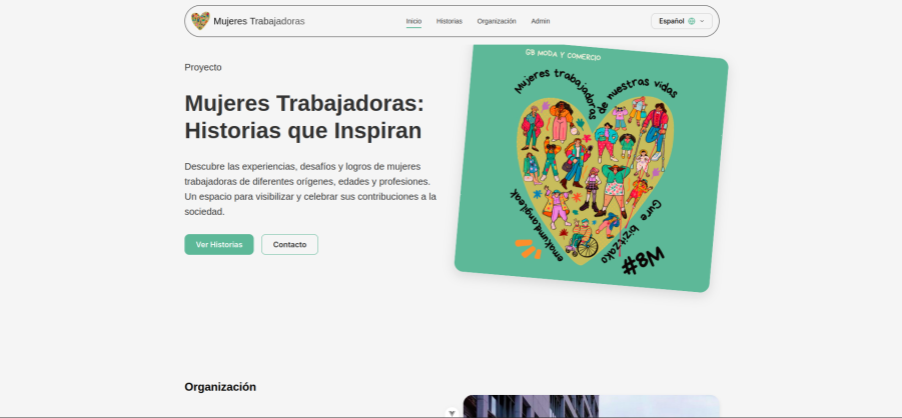 Mujeres Trabajadoras
Inicio
Historias
Organización
Admin
Español
Proyecto
Mujeres Trabajadoras:
Historias que Inspiran
Descubre las experiencias, desafíos y logros de mujeres
trabajadoras de diferentes orígenes, edades y profesiones.
Un espacio para visibilizar y celebrar sus contribuciones a la
sociedad.
Ver Historias
Contacto
GB MODA Y COMERCIO
Mujeres trabajadoras
de nuestras vidas
Gure bizitzako
emakumelangileak
#8M
Organización